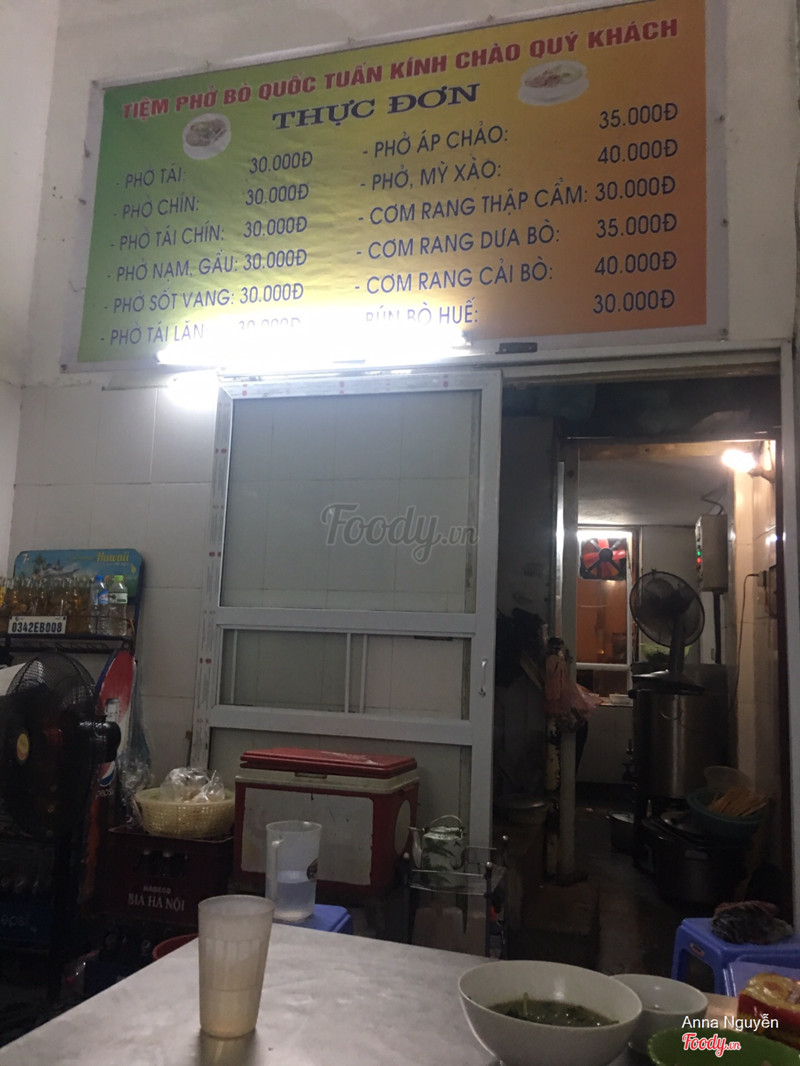 TIỆM PHỞ BÒ QUỐC TUẤN KÍNH CHÀO QUÝ KHÁCH
THỰC ĐƠN
- PHỞ TÁI: 30.000Đ
- PHỞ CHÍN: 30.000Đ
- PHỞ TÁI CHÍN: 30.000Đ
- PHỞ NẠM, GẦU: 30.000Đ
- PHỞ SỐT VANG: 30.000Đ
- PHỞ TÁI LĂN 30.000Đ
- PHỞ ÁP CHẢO: 35.000Đ
- PHỞ, MỲ XÀO: 40.000Đ
- CƠM RANG THẬP CẨM: 30.000Đ
- CƠM RANG DƯA BÒ: 35.000Đ
- CƠM RANG CẢI BÒ: 40.000Đ
BÚN BÒ HUẾ: 30.000Đ
Foody.vn
Hawaii
0342EB008
HABECO
BIA HÀ NỘI
Anna Nguyễn
Foody.vn